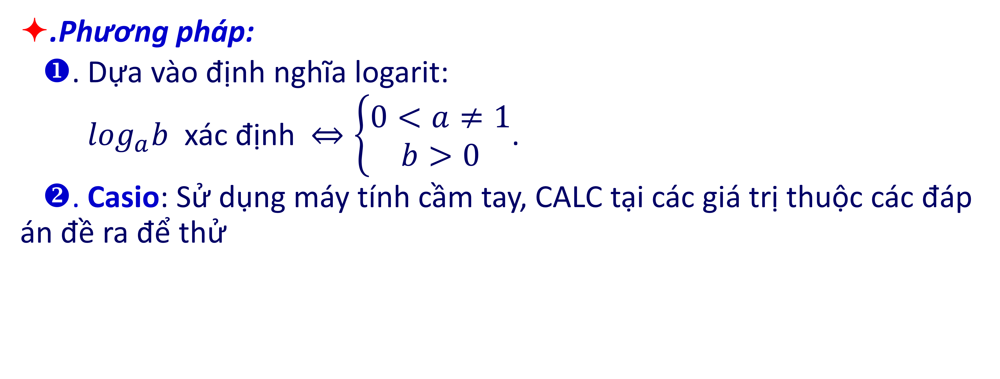 ✦.Phương pháp:
❶. Dựa vào định nghĩa logarit:
log_a b xác định ⇔ {0 < a ≠ 1
b > 0.
❷. Casio: Sử dụng máy tính cầm tay, CALC tại các giá trị thuộc các đáp
án đề ra để thử